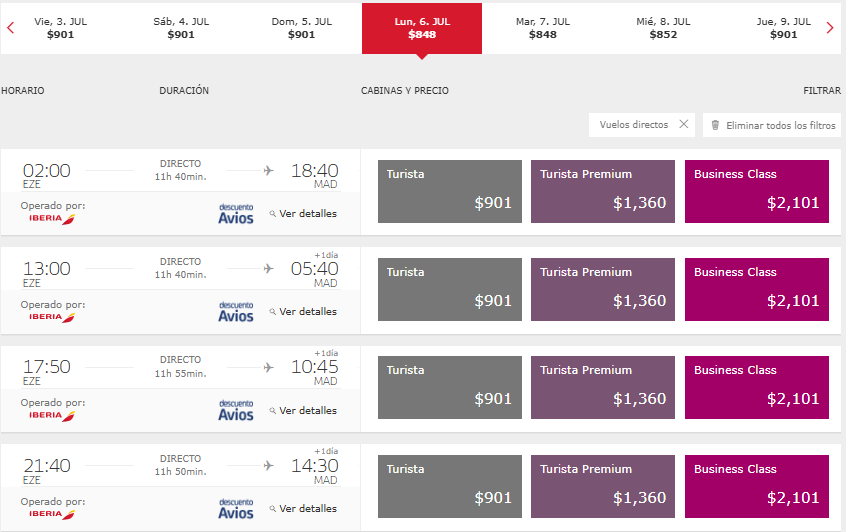 Vie, 3. JUL Sáb, 4. JUL Dom, 5. JUL Lun, 6. JUL Mar, 7. JUL Mié, 8. JUL Jue, 9. JUL
$901 $901 $901 $848 $848 $852 $901
HORARIO DURACIÓN CABINAS Y PRECIO FILTRAR
Vuelos directos Eliminar todos los filtros
02:00 DIRECTO 18:40 Turista Turista Premium Business Class
EZE 11h 40min. MAD $901 $1,360 $2,101
Operado por: descuento
IBERIA Avios Ver detalles
+1día
13:00 DIRECTO 05:40 Turista Turista Premium Business Class
EZE 11h 40min. MAD $901 $1,360 $2,101
Operado por: descuento
IBERIA Avios Ver detalles
+1día
17:50 DIRECTO 10:45 Turista Turista Premium Business Class
EZE 11h 55min. MAD $901 $1,360 $2,101
Operado por: descuento
IBERIA Avios Ver detalles
+1día
21:40 DIRECTO 14:30 Turista Turista Premium Business Class
EZE 11h 50min. MAD $901 $1,360 $2,101
Operado por: descuento
IBERIA Avios Ver detalles